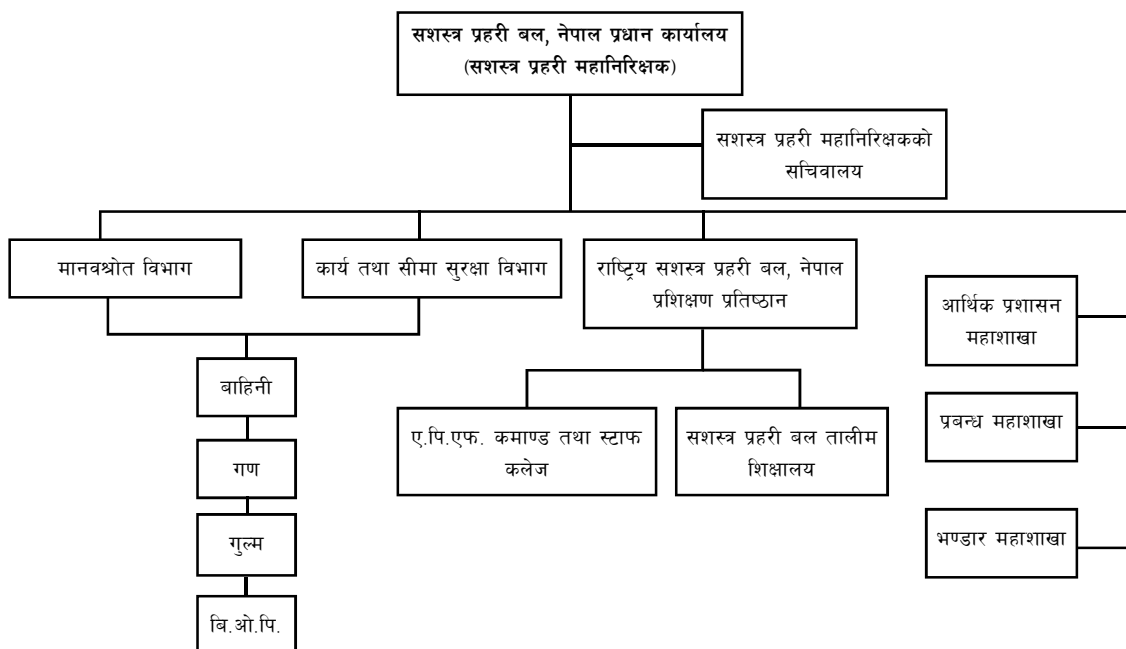 सशस्त्र प्रहरी बल, नेपाल प्रधान कार्यालय
(सशस्त्र प्रहरी महानिरिक्षक)
सशस्त्र प्रहरी महानिरिक्षकको
सचिवालय
मानवश्रोत विभाग
कार्य तथा सीमा सुरक्षा विभाग
राष्ट्रिय सशस्त्र प्रहरी बल, नेपाल
प्रशिक्षण प्रतिष्ठान
आर्थिक प्रशासन
महाशाखा
बाहिनी
प्रबन्ध महाशाखा
ए.पि.एफ. कमाण्ड तथा स्टाफ
कलेज
सशस्त्र प्रहरी बल तालीम
शिक्षालय
गण
गुल्म
भण्डार महाशाखा
बि.ओ.पि.